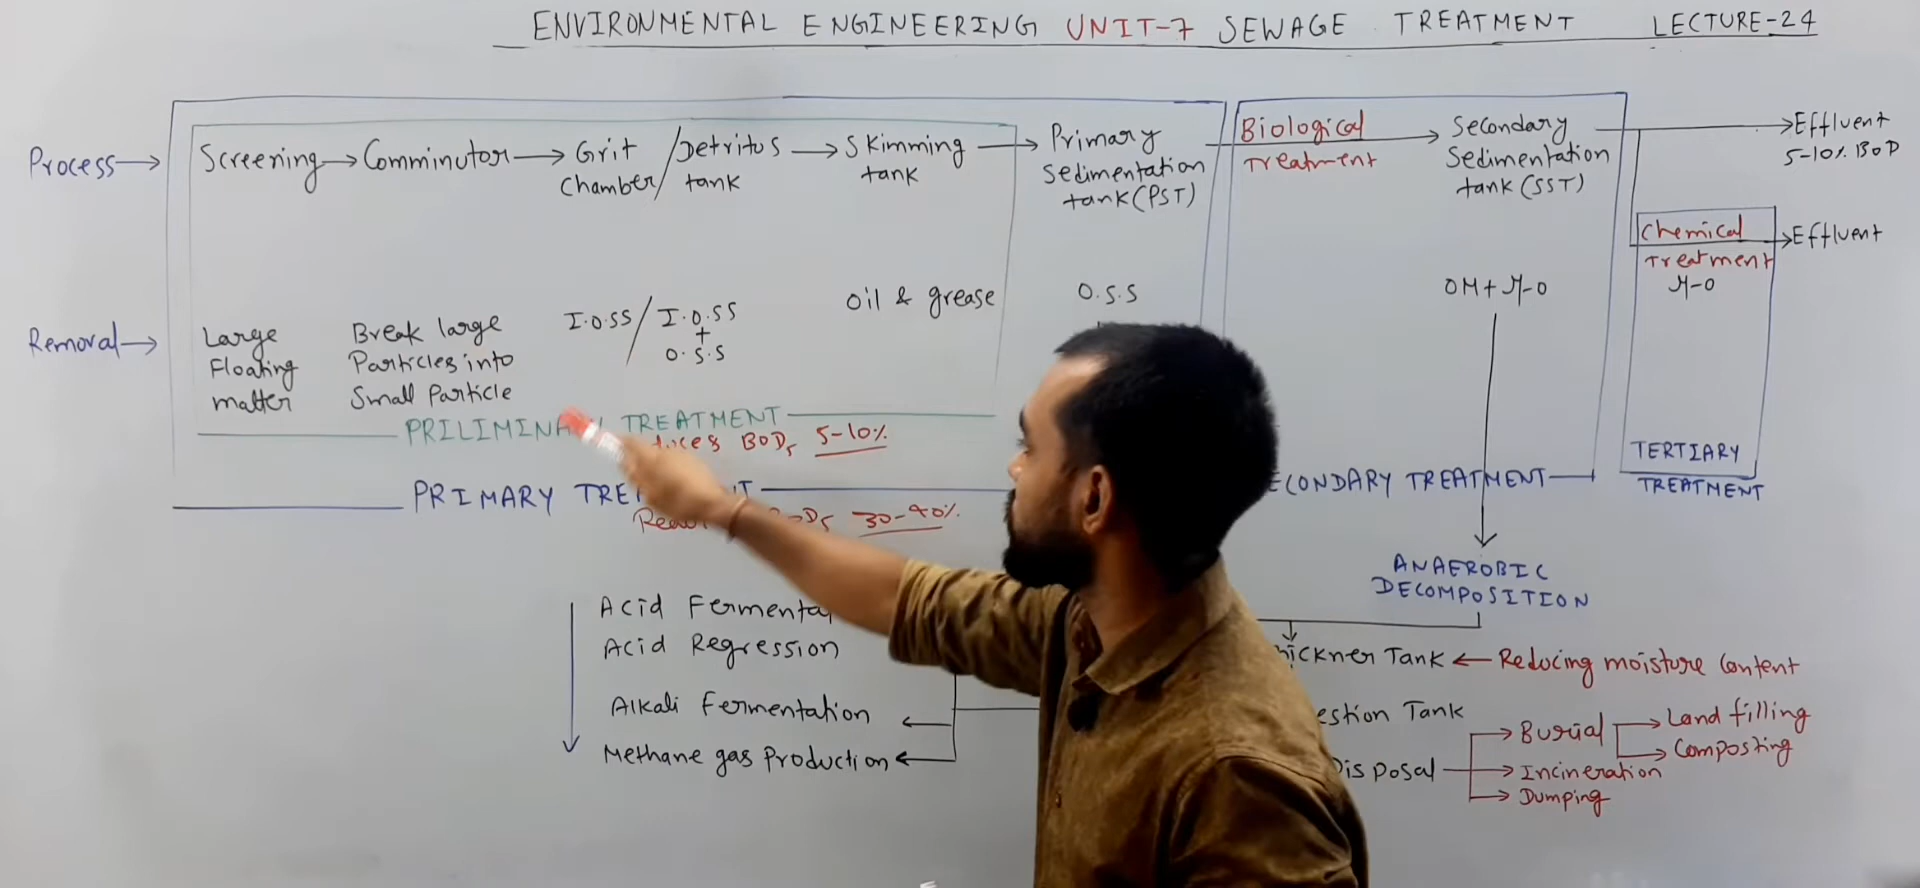 ENVIRONMENTAL ENGINEERING UNIT-7 SEWAGE TREATMENT LECTURE-24
Process
Screening
Comminutor
Grit
Chamber/
Detritus
tank
Skimming
tank
Primary
Sedimentation
tank(PST)
Biological
Treatment
Secondary
Sedimentation
tank(SST)
Effluent
5-10% BOD
Chemical
Treatment
Effluent
M-O
Removal
Large
Floating
matter
Break large
Particles into
Small Particle
I.O.SS/
I.O.SS
+
O.S.S
Oil & grease
O.S.S
OM+M-O
PRILIMINA TREATMENT
BOD5 5-10%
PRIMARY
30-40%
ECONDARY TREATMENT
TERTIARY
TREATMENT
ANAEROBIC
DECOMPOSITION
Acid Fermenta
Acid Regression
Alkali Fermentation
Methane gas Production
hickner Tank
Reducing moisture Content
estion Tank
Disposal
Burial
Land filling
Composting
Incineration
Dumping